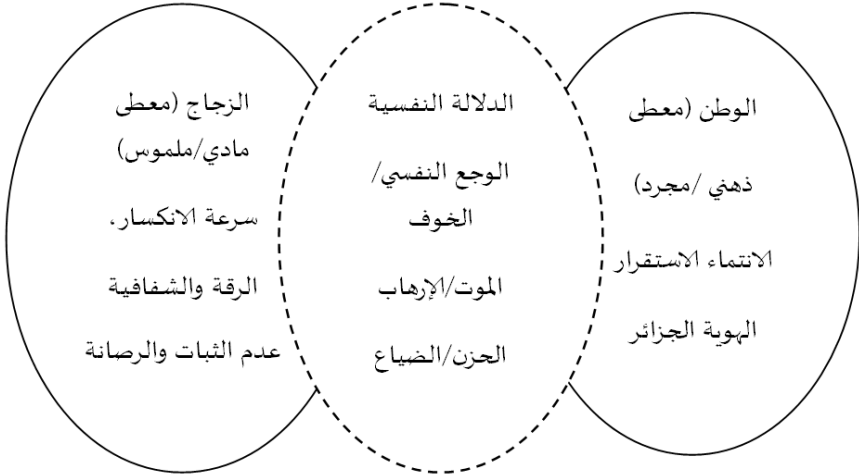 الوطن (معطى
ذهني /مجرد)
الانتماء الاستقرار
الهوية الجزائر
الدلالة النفسية
الوجع النفسي/
الخوف
الموت/الإرهاب
الحزن/الضياع
الزجاج (معطى
مادي/ملموس)
سرعة الانكسار،
الرقة والشفافية
عدم الثبات والرصانة